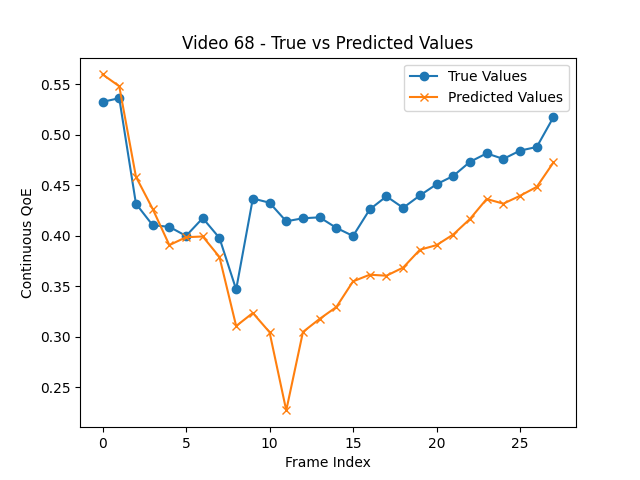 Video 68 - True vs Predicted Values
True Values
Predicted Values
Continuous QoE
0.55
0.50
0.45
0.40
0.35
0.30
0.25
0 5 10 15 20 25
Frame Index